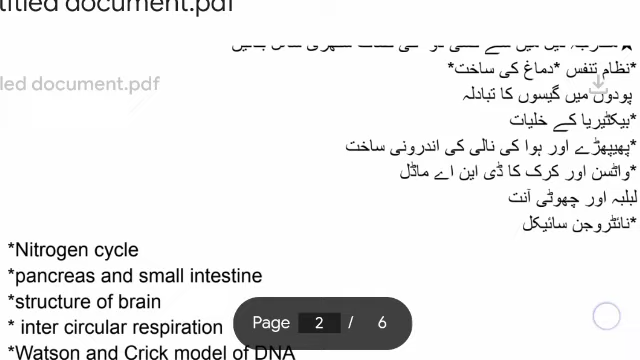 titled document.pdf
led document.pdf
*نظام تنفس *دماغ کی ساخت*
پودوں میں گیسوں کا تبادلہ
*بیکٹیریا کے خلیات
*پھیپھڑے اور ہوا کی نالی کی اندرونی ساخت
*واٹسن اور کرک کا ڈی این اے ماڈل
لبلبہ اور چھوٹی آنت
*نائٹروجن سائیکل
*Nitrogen cycle
*pancreas and small intestine
*structure of brain
* inter circular respiration
*Watson and Crick model of DNA
Page 2 / 6